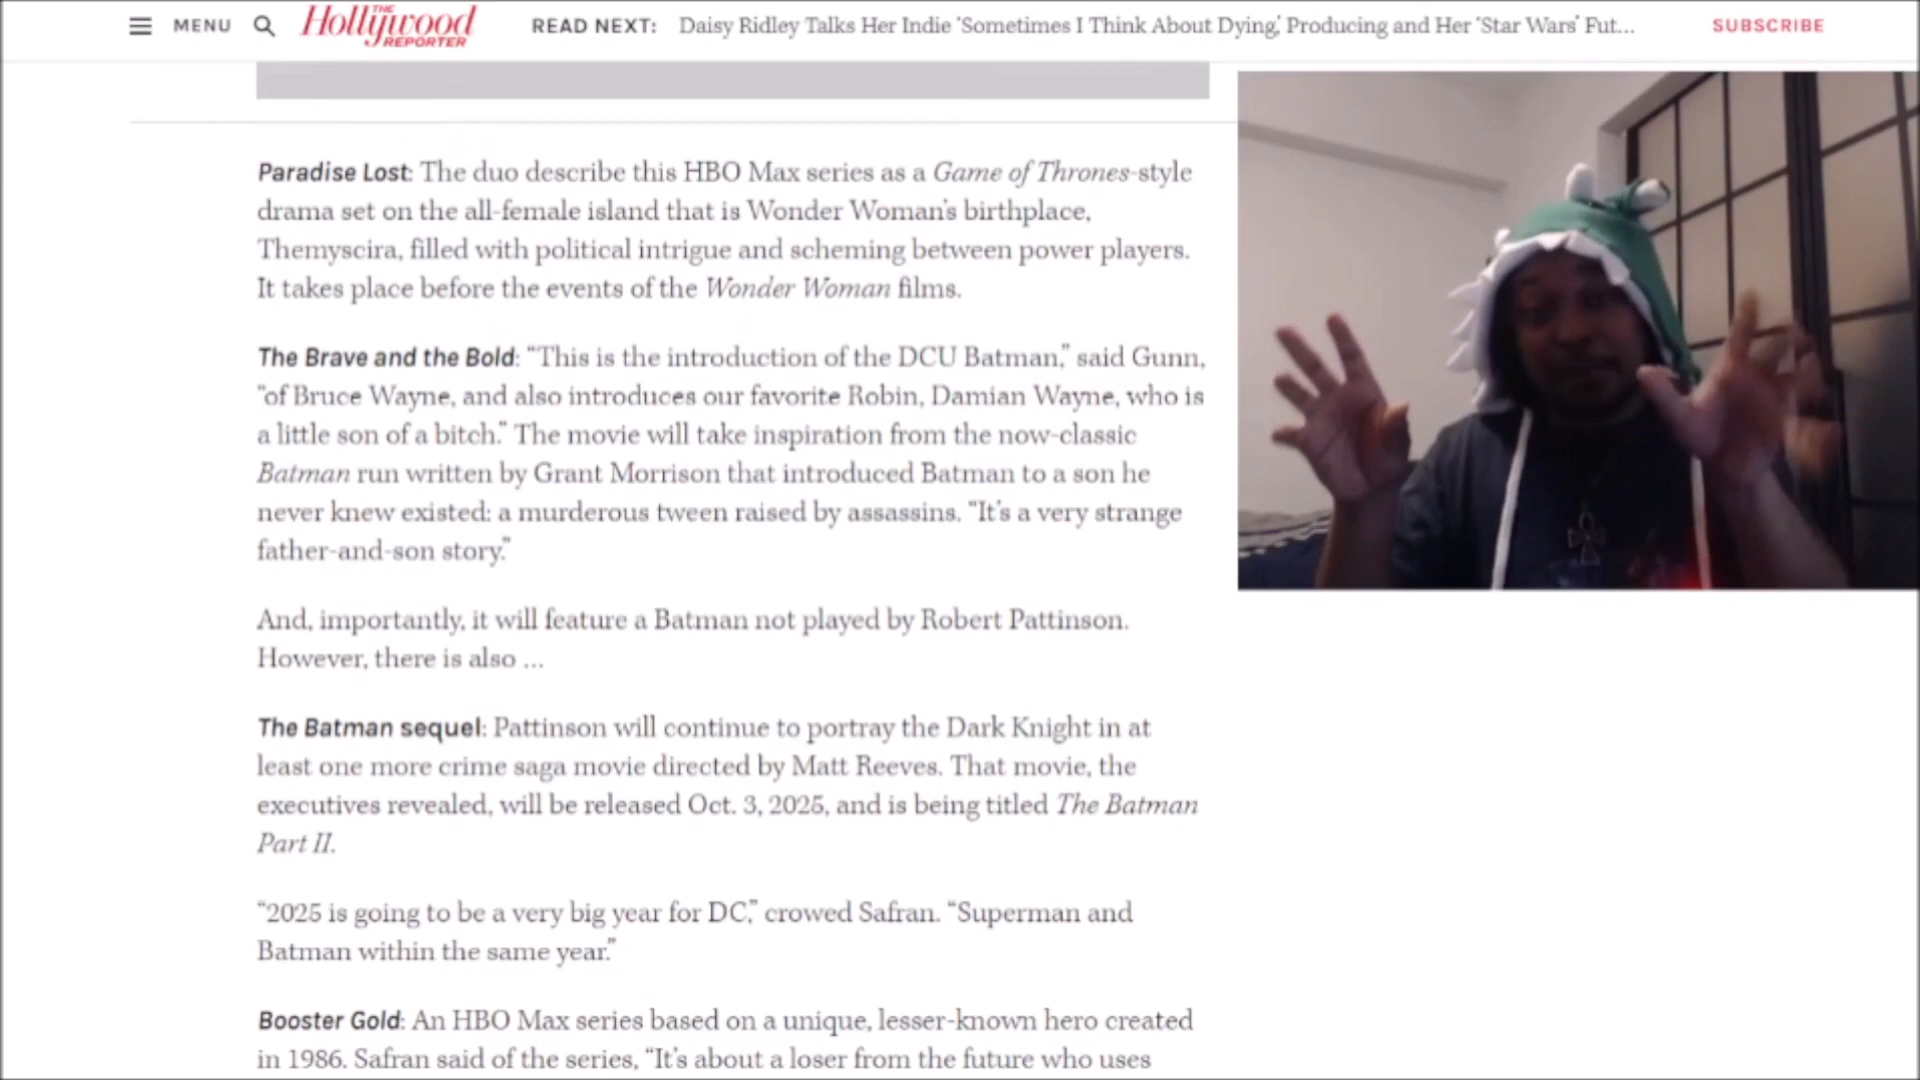 MENU
THE
Hollywood
REPORTER
READ NEXT:
Daisy Ridley Talks Her Indie ‘Sometimes I Think About Dying,’ Producing and Her ‘Star Wars’ Fut...
SUBSCRIBE
Paradise Lost: The duo describe this HBO Max series as a Game of Thrones-style
drama set on the all-female island that is Wonder Woman’s birthplace,
Themyscira, filled with political intrigue and scheming between power players.
It takes place before the events of the Wonder Woman films.
The Brave and the Bold: “This is the introduction of the DCU Batman,” said Gunn,
“of Bruce Wayne, and also introduces our favorite Robin, Damian Wayne, who is
a little son of a bitch.” The movie will take inspiration from the now-classic
Batman run written by Grant Morrison that introduced Batman to a son he
never knew existed: a murderous tween raised by assassins. “It’s a very strange
father-and-son story.”
And, importantly, it will feature a Batman not played by Robert Pattinson.
However, there is also …
The Batman sequel: Pattinson will continue to portray the Dark Knight in at
least one more crime saga movie directed by Matt Reeves. That movie, the
executives revealed, will be released Oct. 3, 2025, and is being titled The Batman
Part II.
“2025 is going to be a very big year for DC,” crowed Safran. “Superman and
Batman within the same year.”
Booster Gold: An HBO Max series based on a unique, lesser-known hero created
in 1986. Safran said of the series, “It’s about a loser from the future who uses